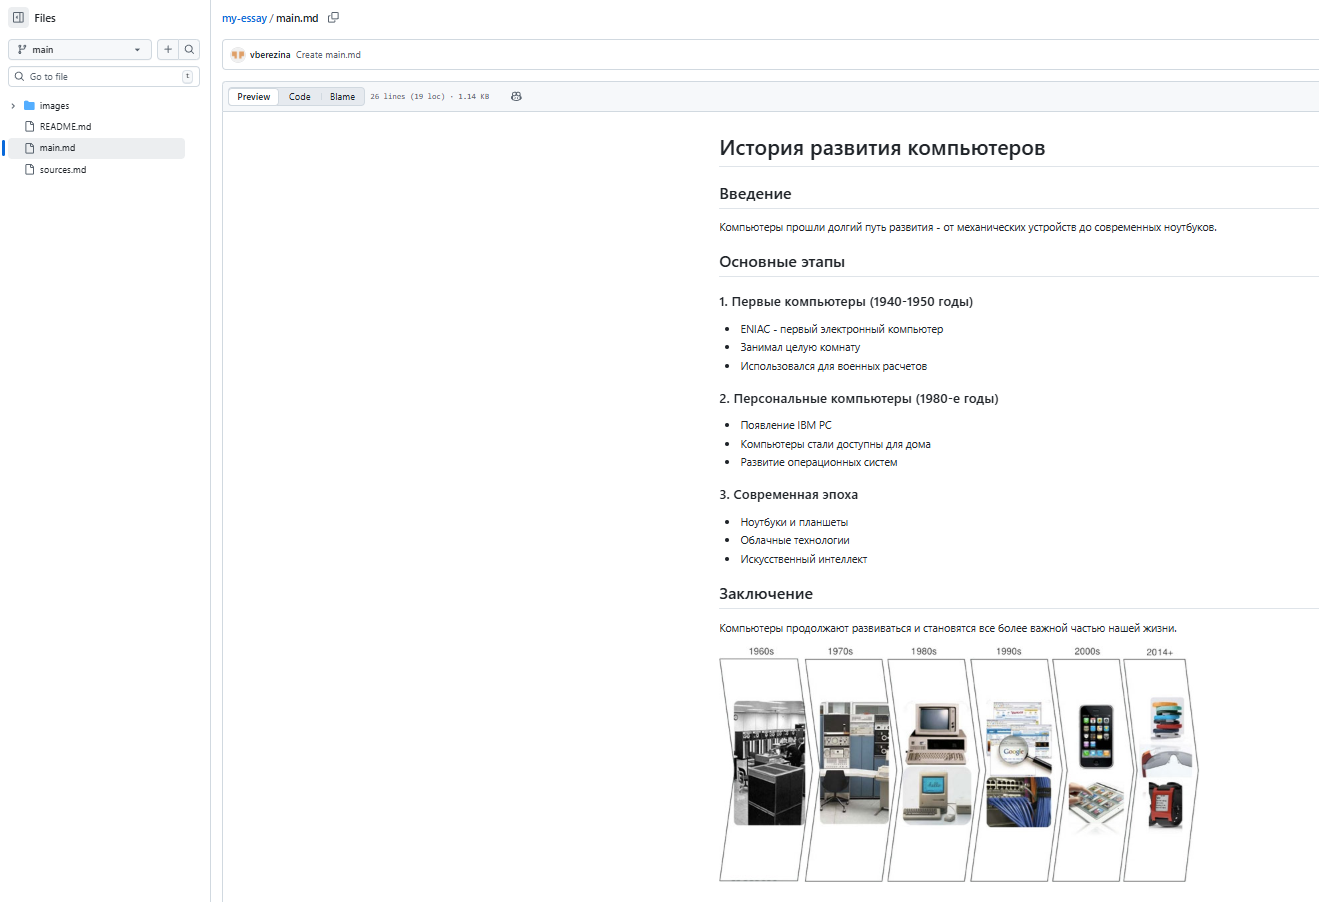 Files
my-essay / main.md
main
vberezina Create main.md
Go to file
t
Preview Code Blame 26 lines (19 loc) · 1.14 KB
images
README.md
main.md
sources.md
История развития компьютеров
Введение
Компьютеры прошли долгий путь развития - от механических устройств до современных ноутбуков.
Основные этапы
1. Первые компьютеры (1940-1950 годы)
ENIAC - первый электронный компьютер
Занимал целую комнату
Использовался для военных расчетов
2. Персональные компьютеры (1980-е годы)
Появление IBM PC
Компьютеры стали доступны для дома
Развитие операционных систем
3. Современная эпоха
Ноутбуки и планшеты
Облачные технологии
Искусственный интеллект
Заключение
Компьютеры продолжают развиваться и становятся все более важной частью нашей жизни.
1960s 1970s 1980s 1990s 2000s 2014+
Google